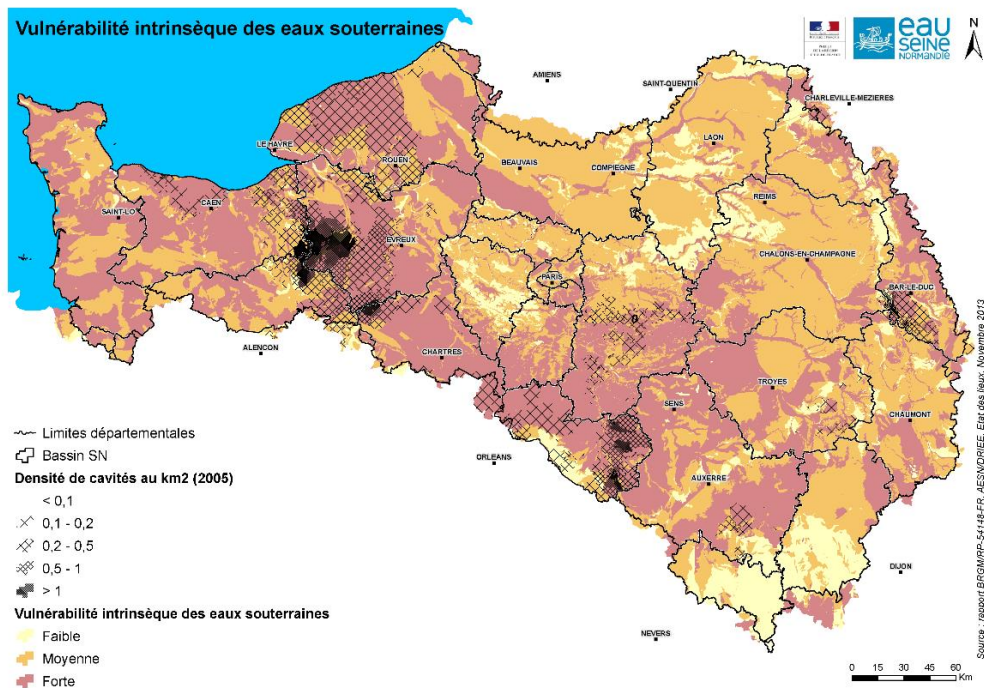 Vulnérabilité intrinsèque des eaux souterraines
eau
SEINE
NORMANDIE
N
AMIENS
SAINT-QUENTIN
CHARLEVILLE-MEZIERES
LAON
LE HAVRE
ROUEN
BEAUVAIS
COMPIEGNE
REIMS
CAEN
SAINT-LO
EVREUX
CHALONS-EN-CHAMPAGNE
PARIS
BAR-LE-DUC
ALENCON
CHARTRES
TROYES
SENS
CHAUMONT
ORLEANS
AUXERRE
DIJON
NEVERS
Limites départementales
Bassin SN
Densité de cavités au km2 (2005)
< 0,1
0,1 - 0,2
0,2 - 0,5
0,5 - 1
> 1
Vulnérabilité intrinsèque des eaux souterraines
Faible
Moyenne
Forte
0 15 30 45 60
Km
Source : rapport BRGM/RP-54148-FR, AESN/DRIEE, Etat des lieux, Novembre 2013